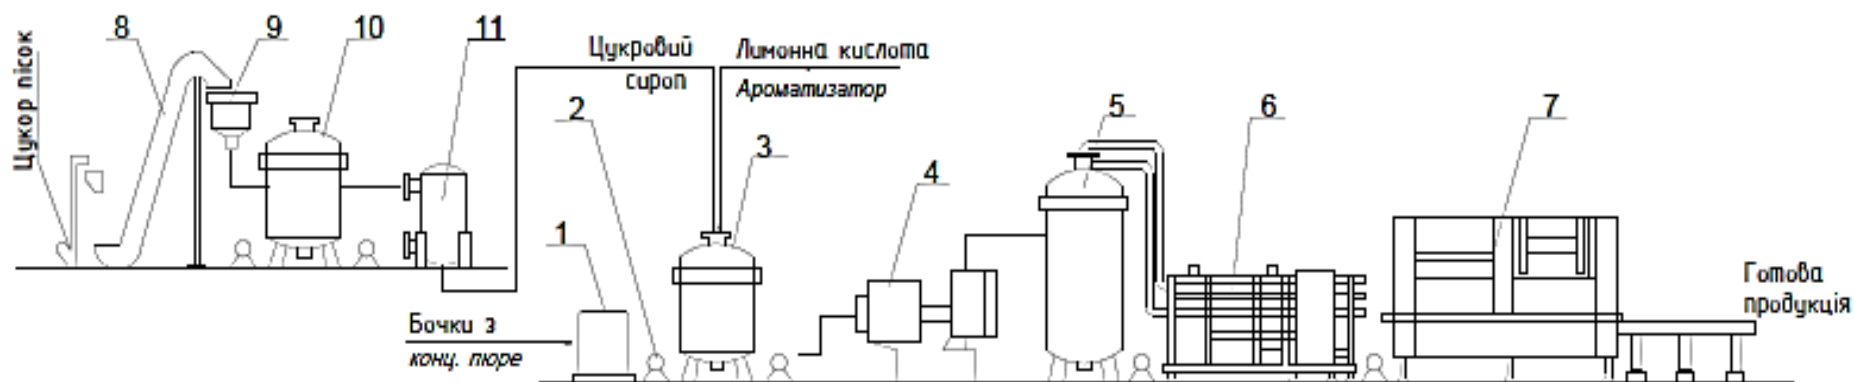 Цукор пісок
8
9
10
11
Цукровий
сироп
Лимонна кислота
Ароматизатор
2
3
1
4
5
6
7
Бочки з
конц. пюре
Готова
продукція